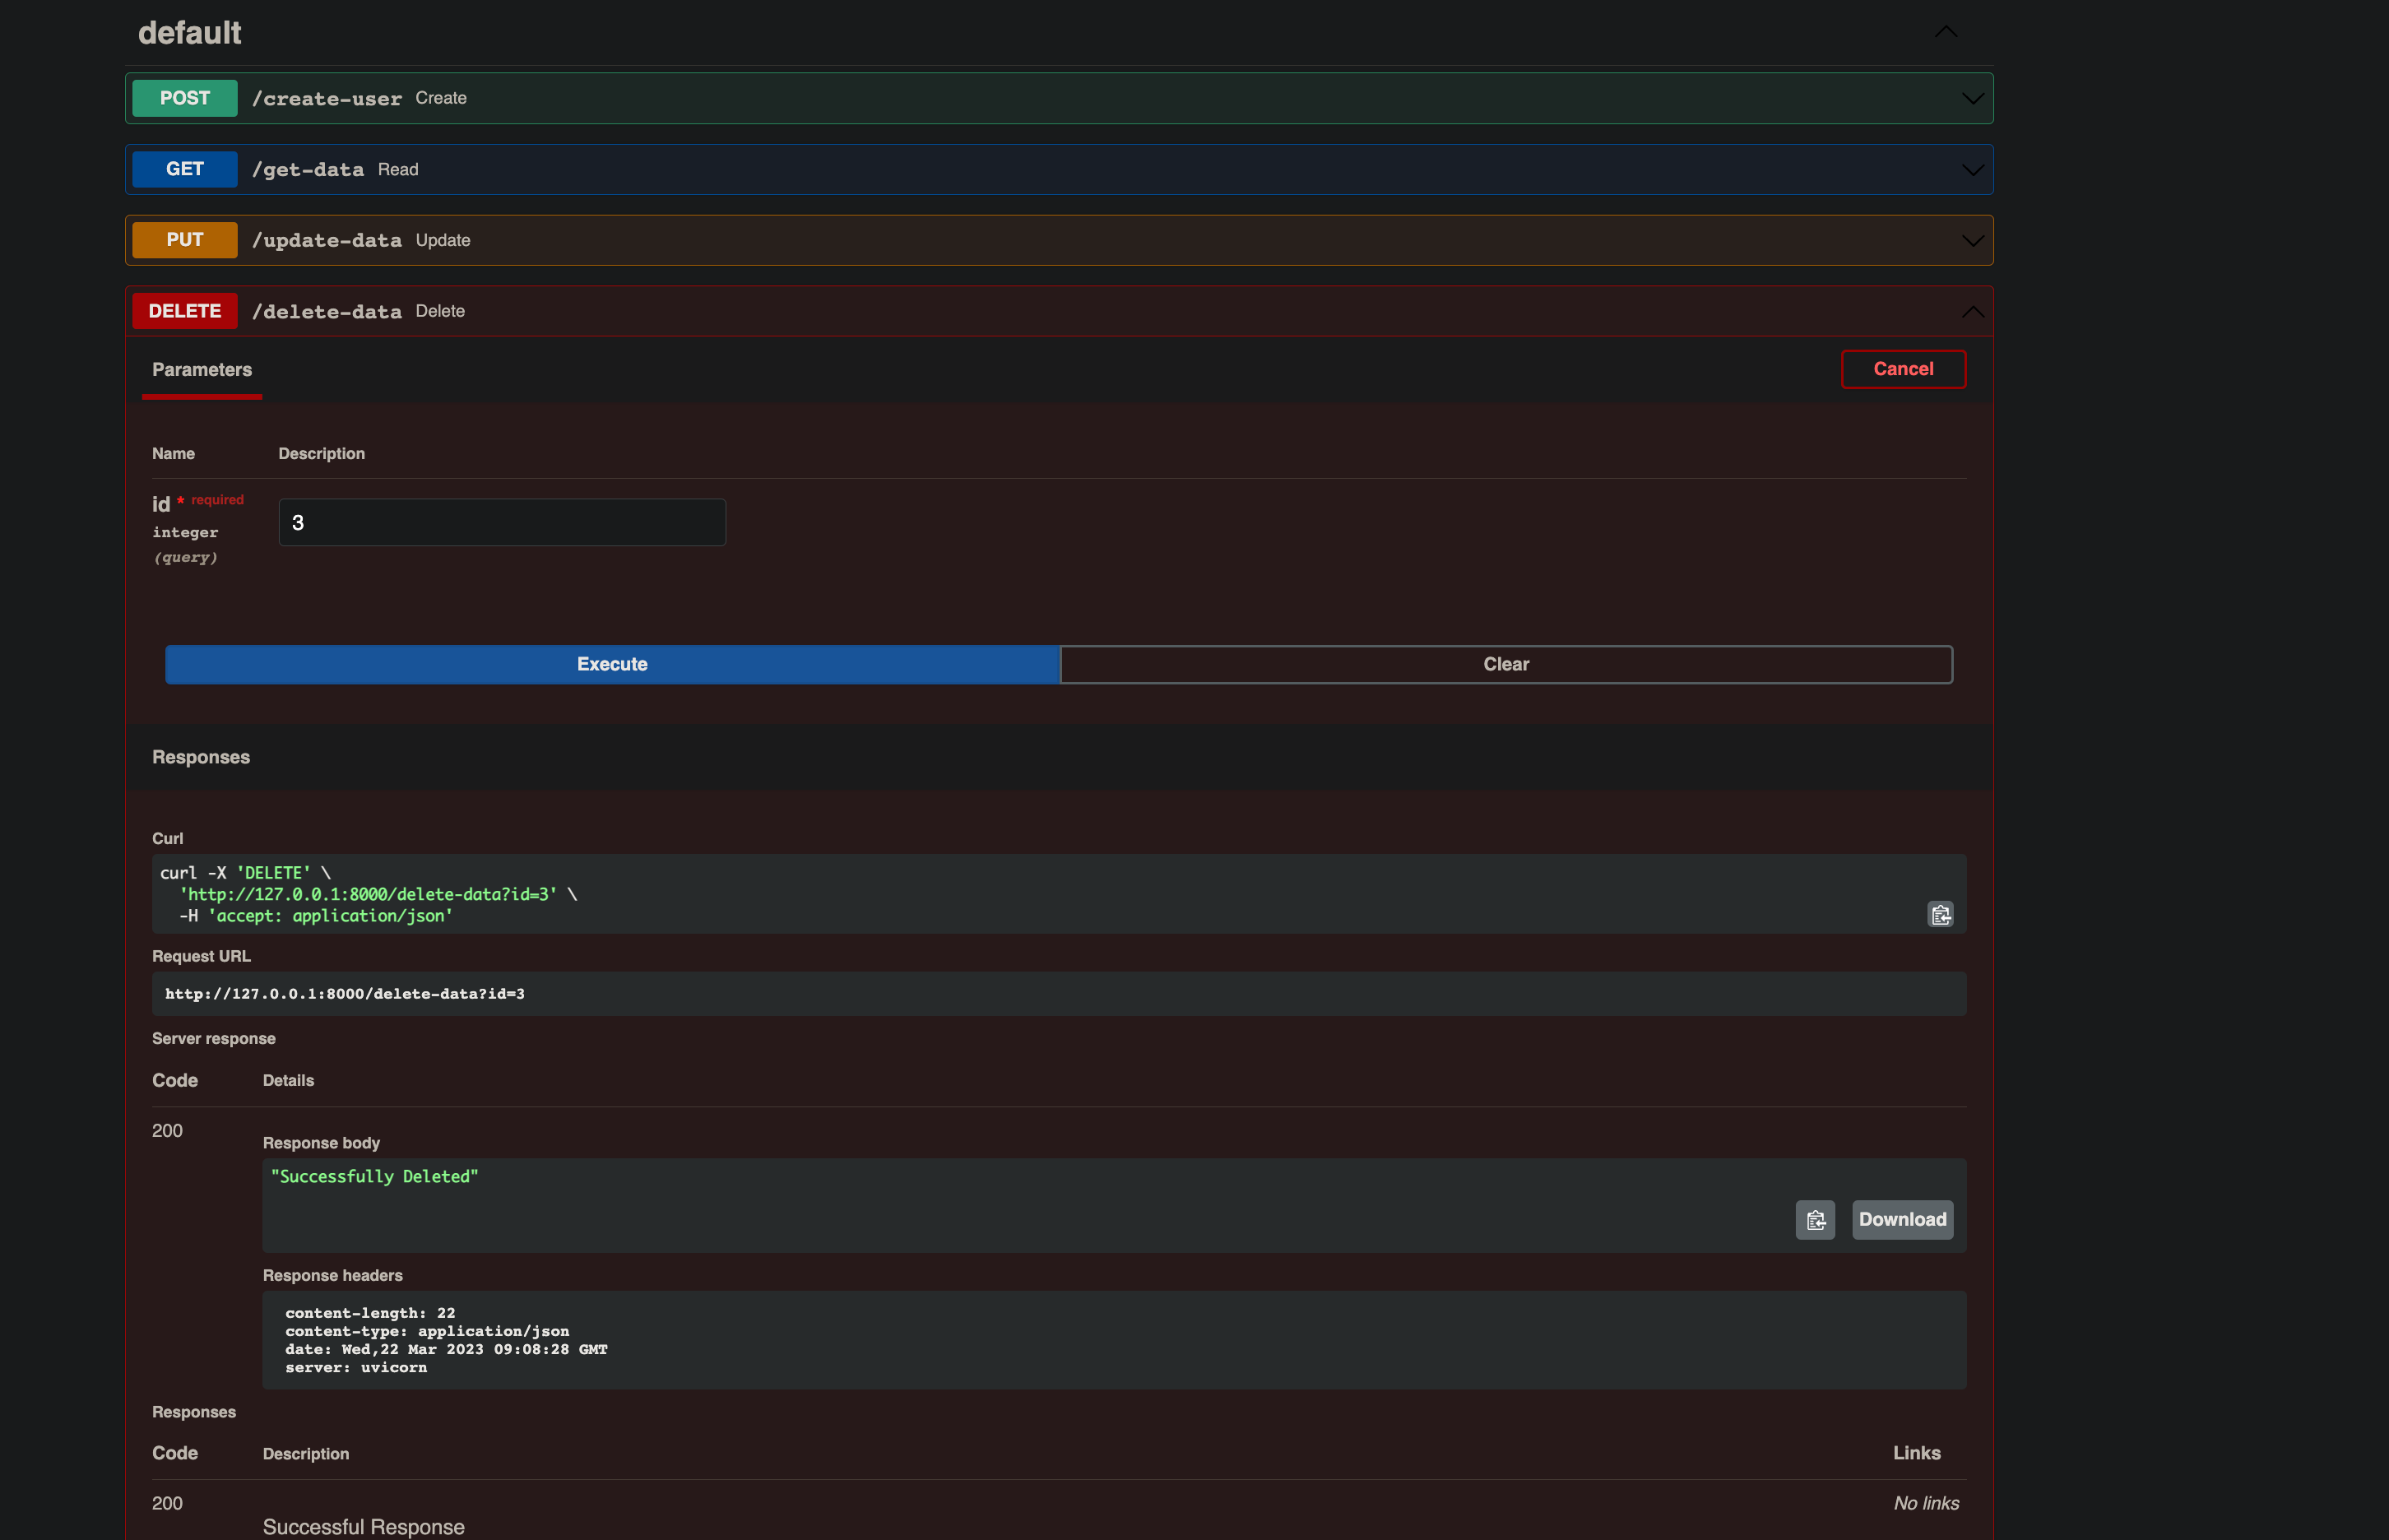 default
POST /create-user Create
GET /get-data Read
PUT /update-data Update
DELETE /delete-data Delete
Parameters
Cancel
Name Description
id * required
integer
(query)
3
Execute
Clear
Responses
Curl
curl -X 'DELETE' \
'http://127.0.0.1:8000/delete-data?id=3' \
-H 'accept: application/json'
Request URL
http://127.0.0.1:8000/delete-data?id=3
Server response
Code Details
200
Response body
"Successfully Deleted"
Download
Response headers
content-length: 22
content-type: application/json
date: Wed,22 Mar 2023 09:08:28 GMT
server: uvicorn
Responses
Code Description Links
200
No links
Successful Response